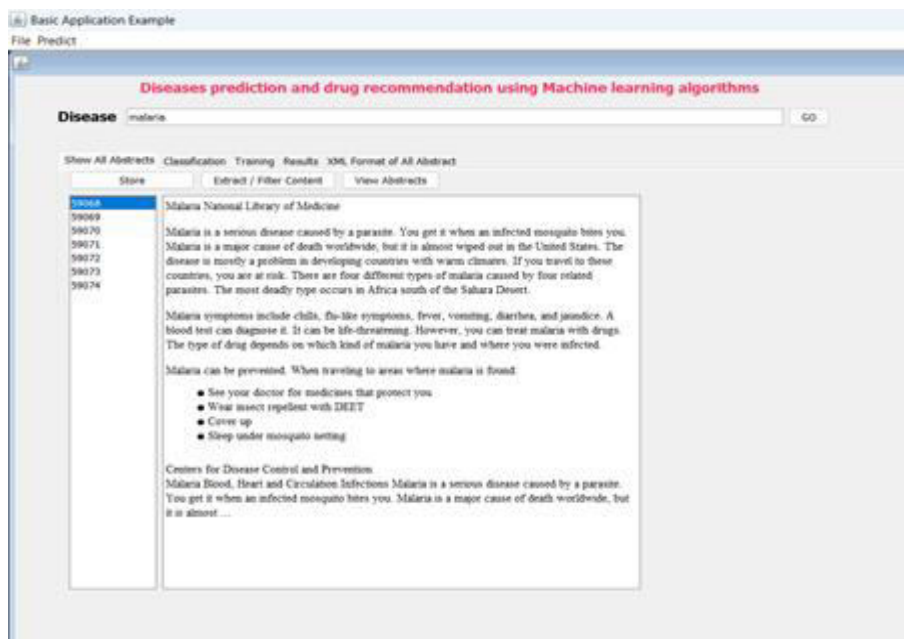 Basic Application Example
File Predict
Diseases prediction and drug recommendation using Machine learning algorithms
Disease malaria GO
Show All Abstracts Classification Training Results XML Format of All Abstract
Store Extract / Filter Content View Abstracts
59068
59069
59070
59071
59072
59073
59074
Malaria National Library of Medicine
Malaria is a serious disease caused by a parasite. You get it when an infected mosquito bites you.
Malaria is a major cause of death worldwide, but it is almost wiped out in the United States. The
disease is mostly a problem in developing countries with warm climates. If you travel to these
countries, you are at risk. There are four different types of malaria caused by four related
parasites. The most deadly type occurs in Africa south of the Sahara Desert.
Malaria symptoms include chills, flu-like symptoms, fever, vomiting, diarrhea, and jaundice. A
blood test can diagnose it. It can be life-threatening. However, you can treat malaria with drugs.
The type of drug depends on which kind of malaria you have and where you were infected.
Malaria can be prevented. When traveling to areas where malaria is found
● See your doctor for medicines that protect you
● Wear insect repellent with DEET
● Cover up
● Sleep under mosquito netting
Centers for Disease Control and Prevention
Malaria Blood, Heart and Circulation Infections Malaria is a serious disease caused by a parasite.
You get it when an infected mosquito bites you. Malaria is a major cause of death worldwide, but
it is almost ...